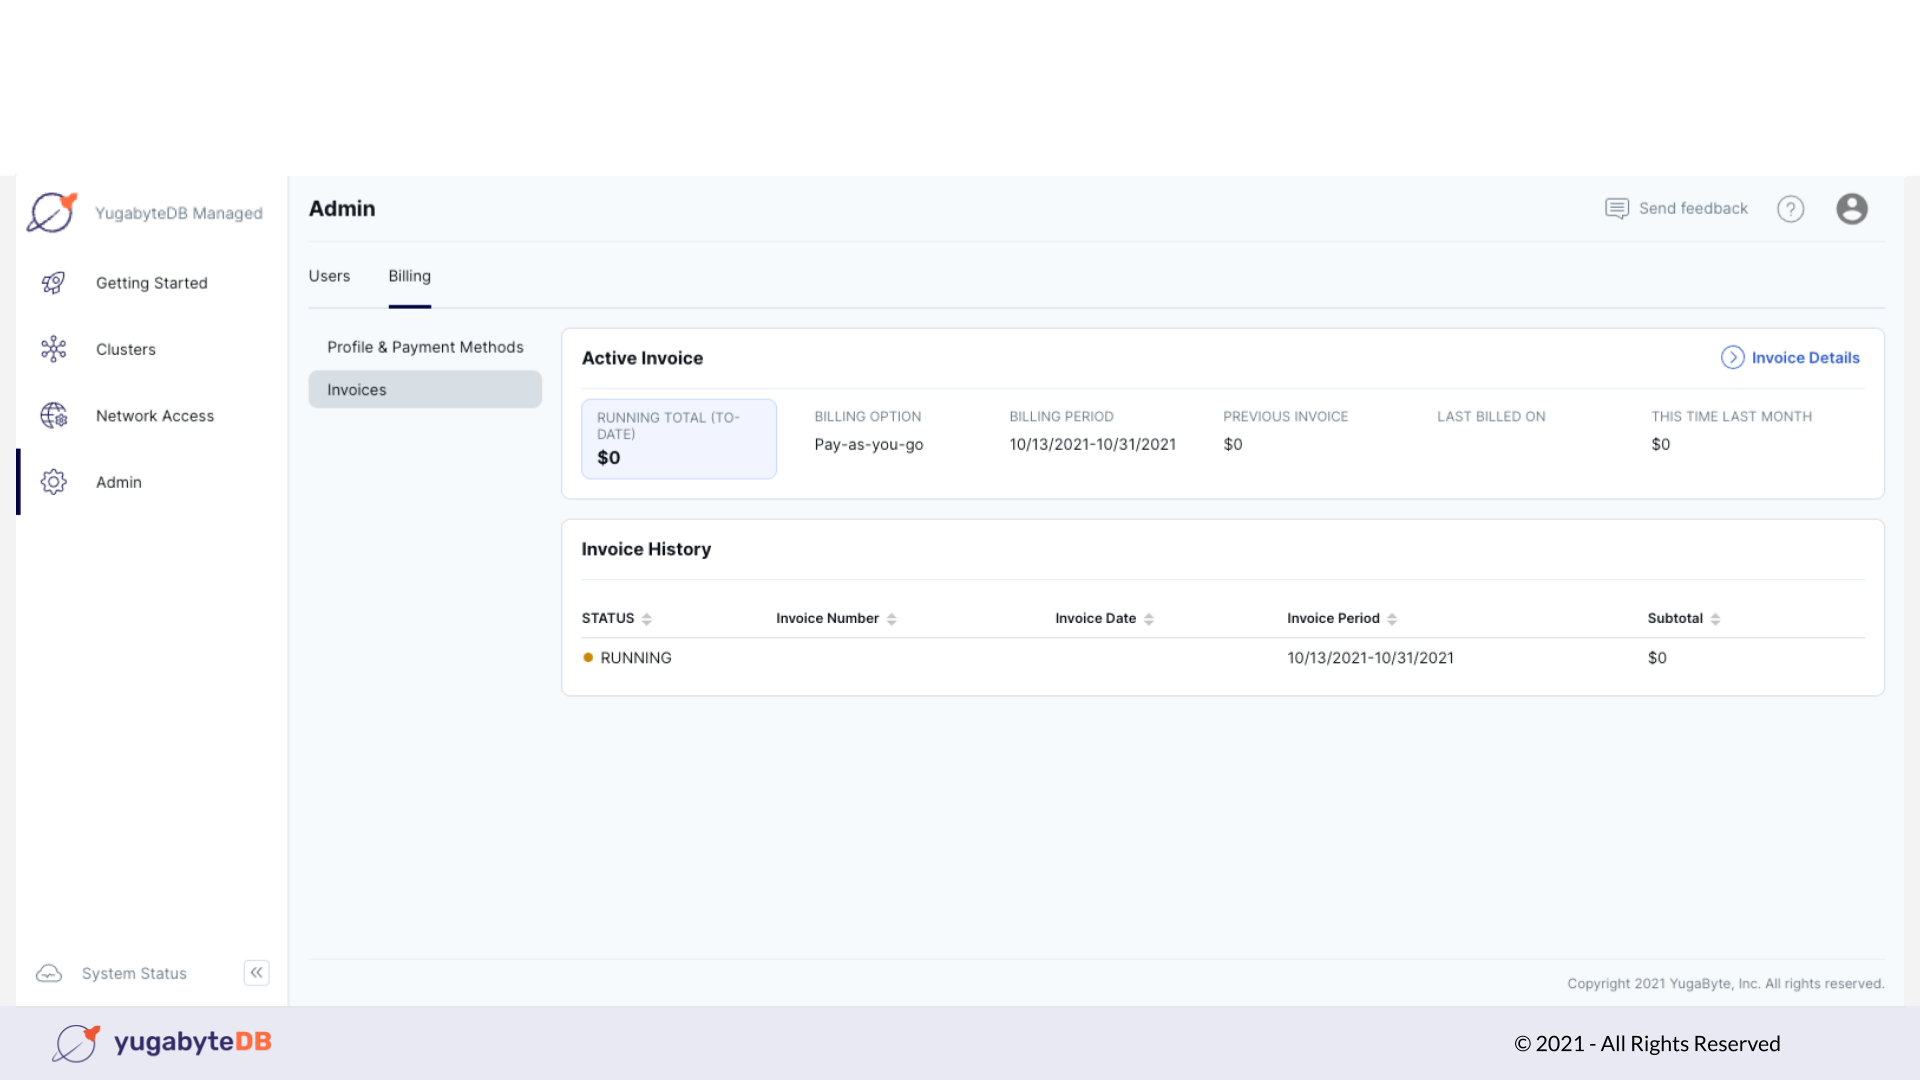 YugabyteDB Managed
Getting Started
Clusters
Network Access
Admin
System Status
Admin
Send feedback
?
Users Billing
Profile & Payment Methods
Invoices
Active Invoice
Invoice Details
RUNNING TOTAL (TO-
DATE)
$0
BILLING OPTION
Pay-as-you-go
BILLING PERIOD
10/13/2021-10/31/2021
PREVIOUS INVOICE
$0
LAST BILLED ON
THIS TIME LAST MONTH
$0
Invoice History
STATUS Invoice Number Invoice Date Invoice Period Subtotal
RUNNING 10/13/2021-10/31/2021 $0
Copyright 2021 YugaByte, Inc. All rights reserved.
yugabyteDB
© 2021 - All Rights Reserved